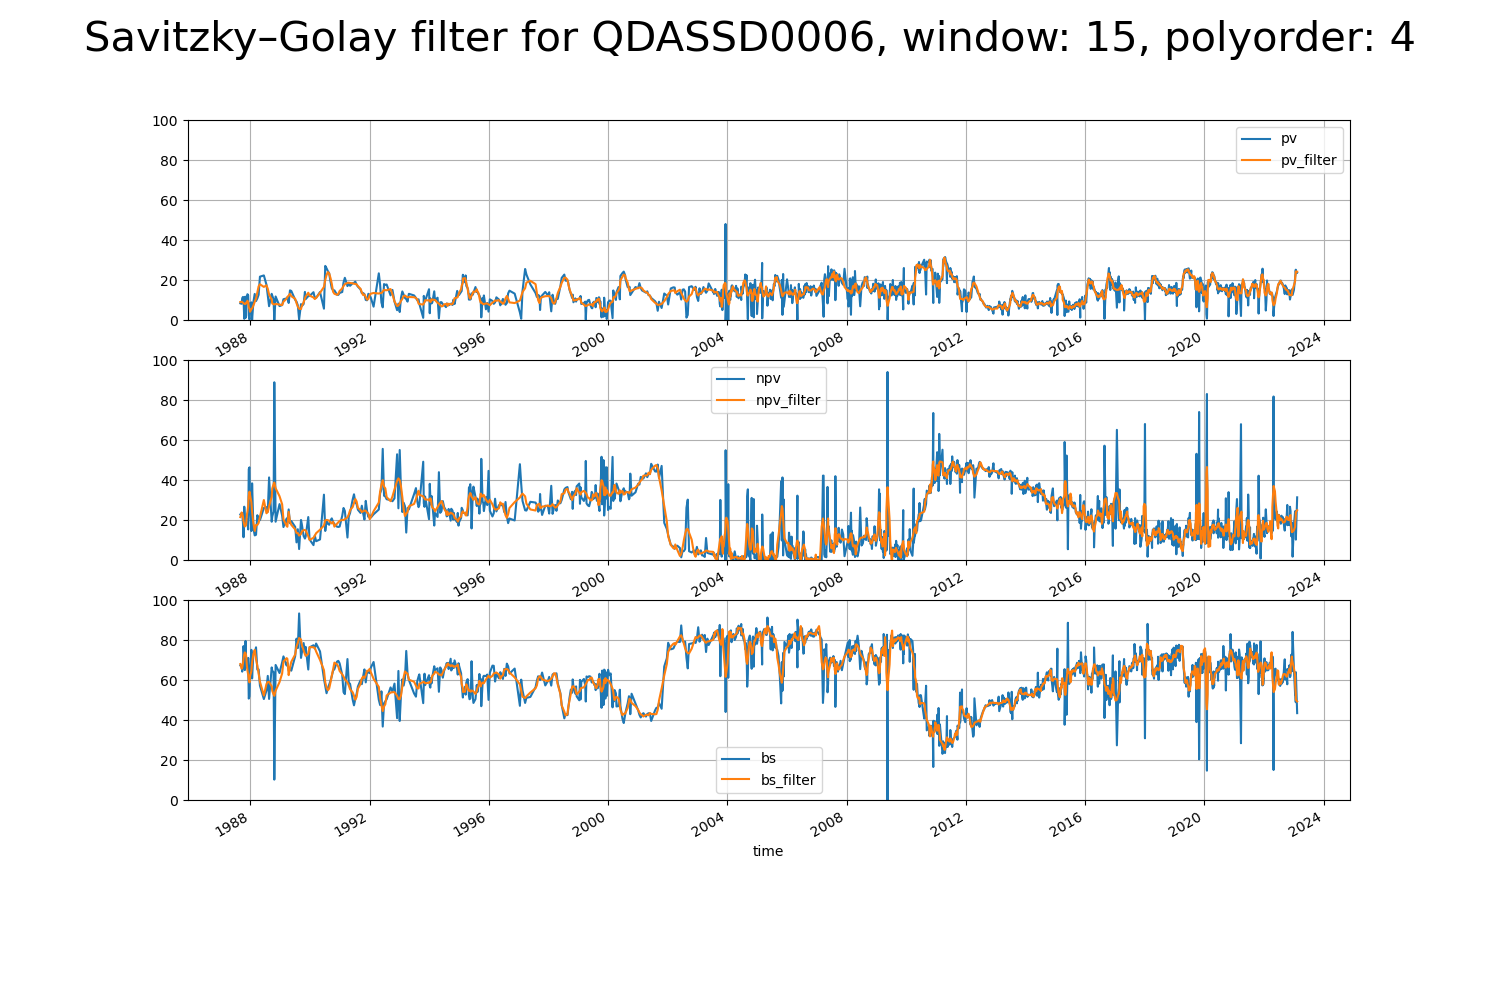 Savitzky–Golay filter for QDASSD0006, window: 15, polyorder: 4
100
80
60
40
20
0
pv
pv_filter
1988 1992 1996 2000 2004 2008 2012 2016 2020 2024
100
80
60
40
20
0
npv
npv_filter
1988 1992 1996 2000 2004 2008 2012 2016 2020 2024
100
80
60
40
20
0
bs
bs_filter
1988 1992 1996 2000 2004 2008 2012 2016 2020 2024
time